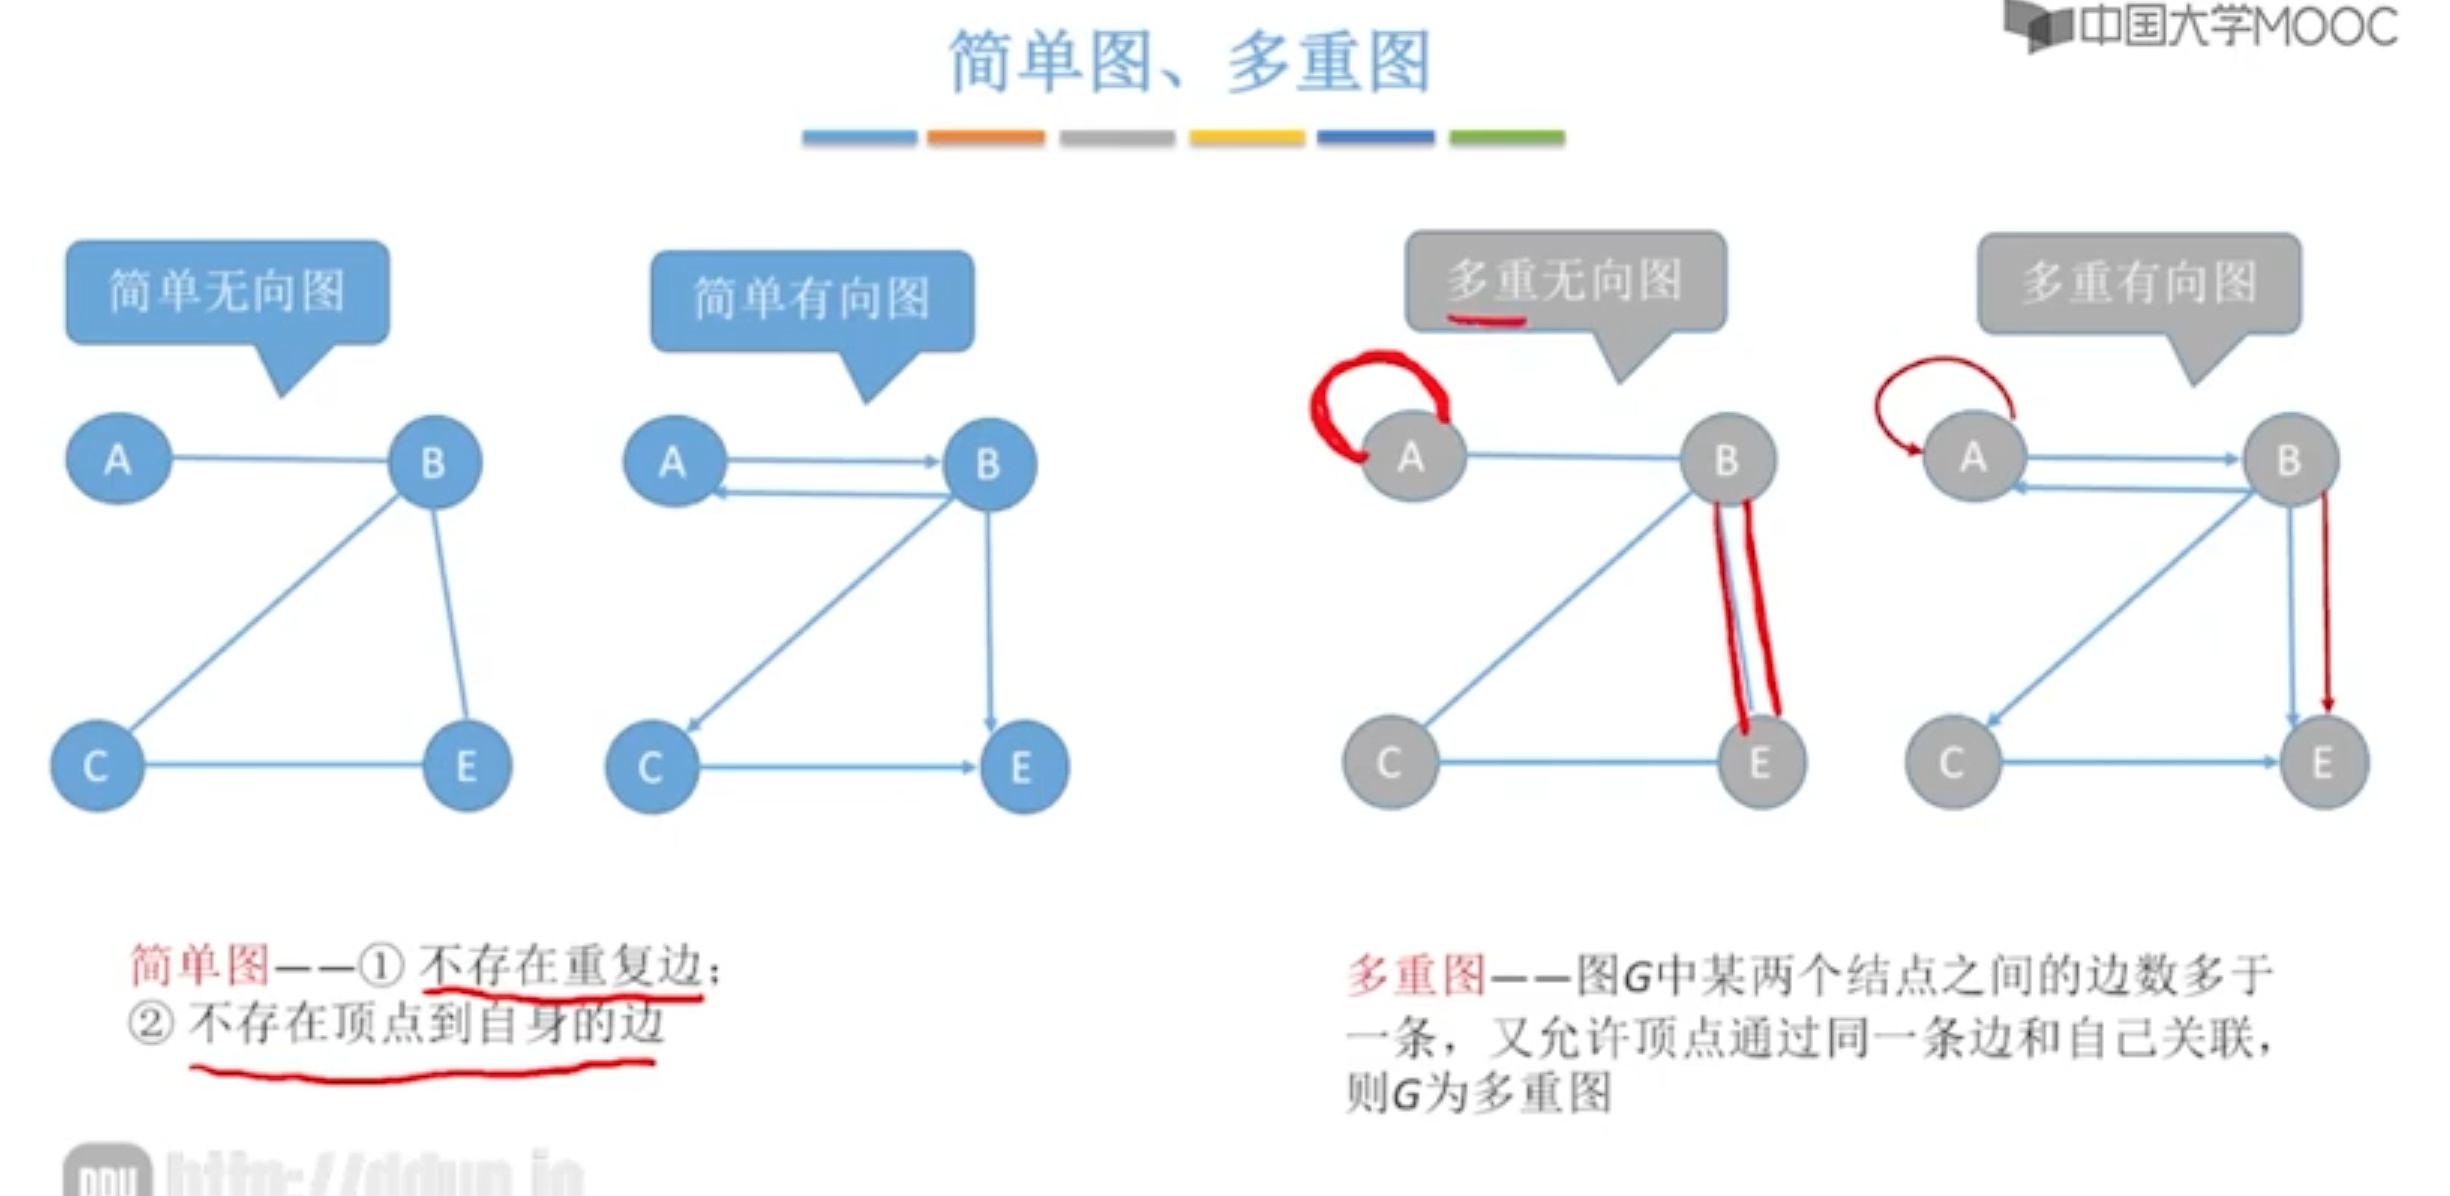 中国大学MOOC
简单图、多重图
简单无向图
简单有向图
多重无向图
多重有向图
A
B
C
E
A
B
C
E
A
B
C
E
A
B
C
E
简单图——① 不存在重复边;
② 不存在顶点到自身的边
多重图——图G中某两个结点之间的边数多于
一条，又允许顶点通过同一条边和自己关联，
则G为多重图